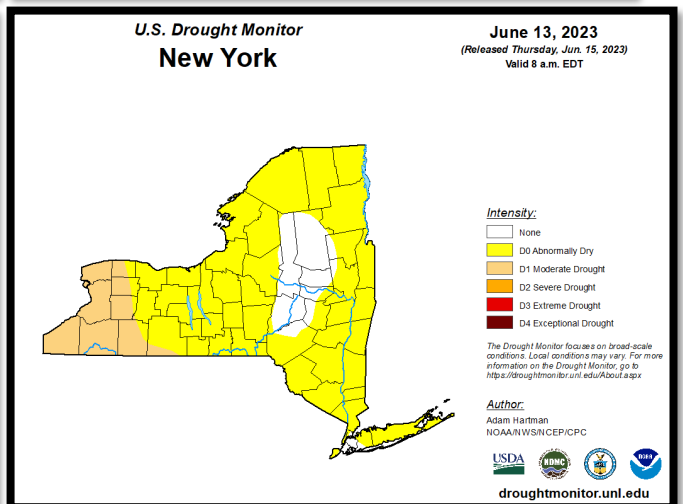 U.S. Drought Monitor
New York
June 13, 2023
(Released Thursday, Jun. 15, 2023)
Valid 8 a.m. EDT
Intensity:
None
D0 Abnormally Dry
D1 Moderate Drought
D2 Severe Drought
D3 Extreme Drought
D4 Exceptional Drought
The Drought Monitor focuses on broad-scale
conditions. Local conditions may vary. For more
information on the Drought Monitor, go to
https://droughtmonitor.unl.edu/About.aspx
Author:
Adam Hartman
NOAA/NWS/NCEP/CPC
USDA
NDMC
NOAA
droughtmonitor.unl.edu